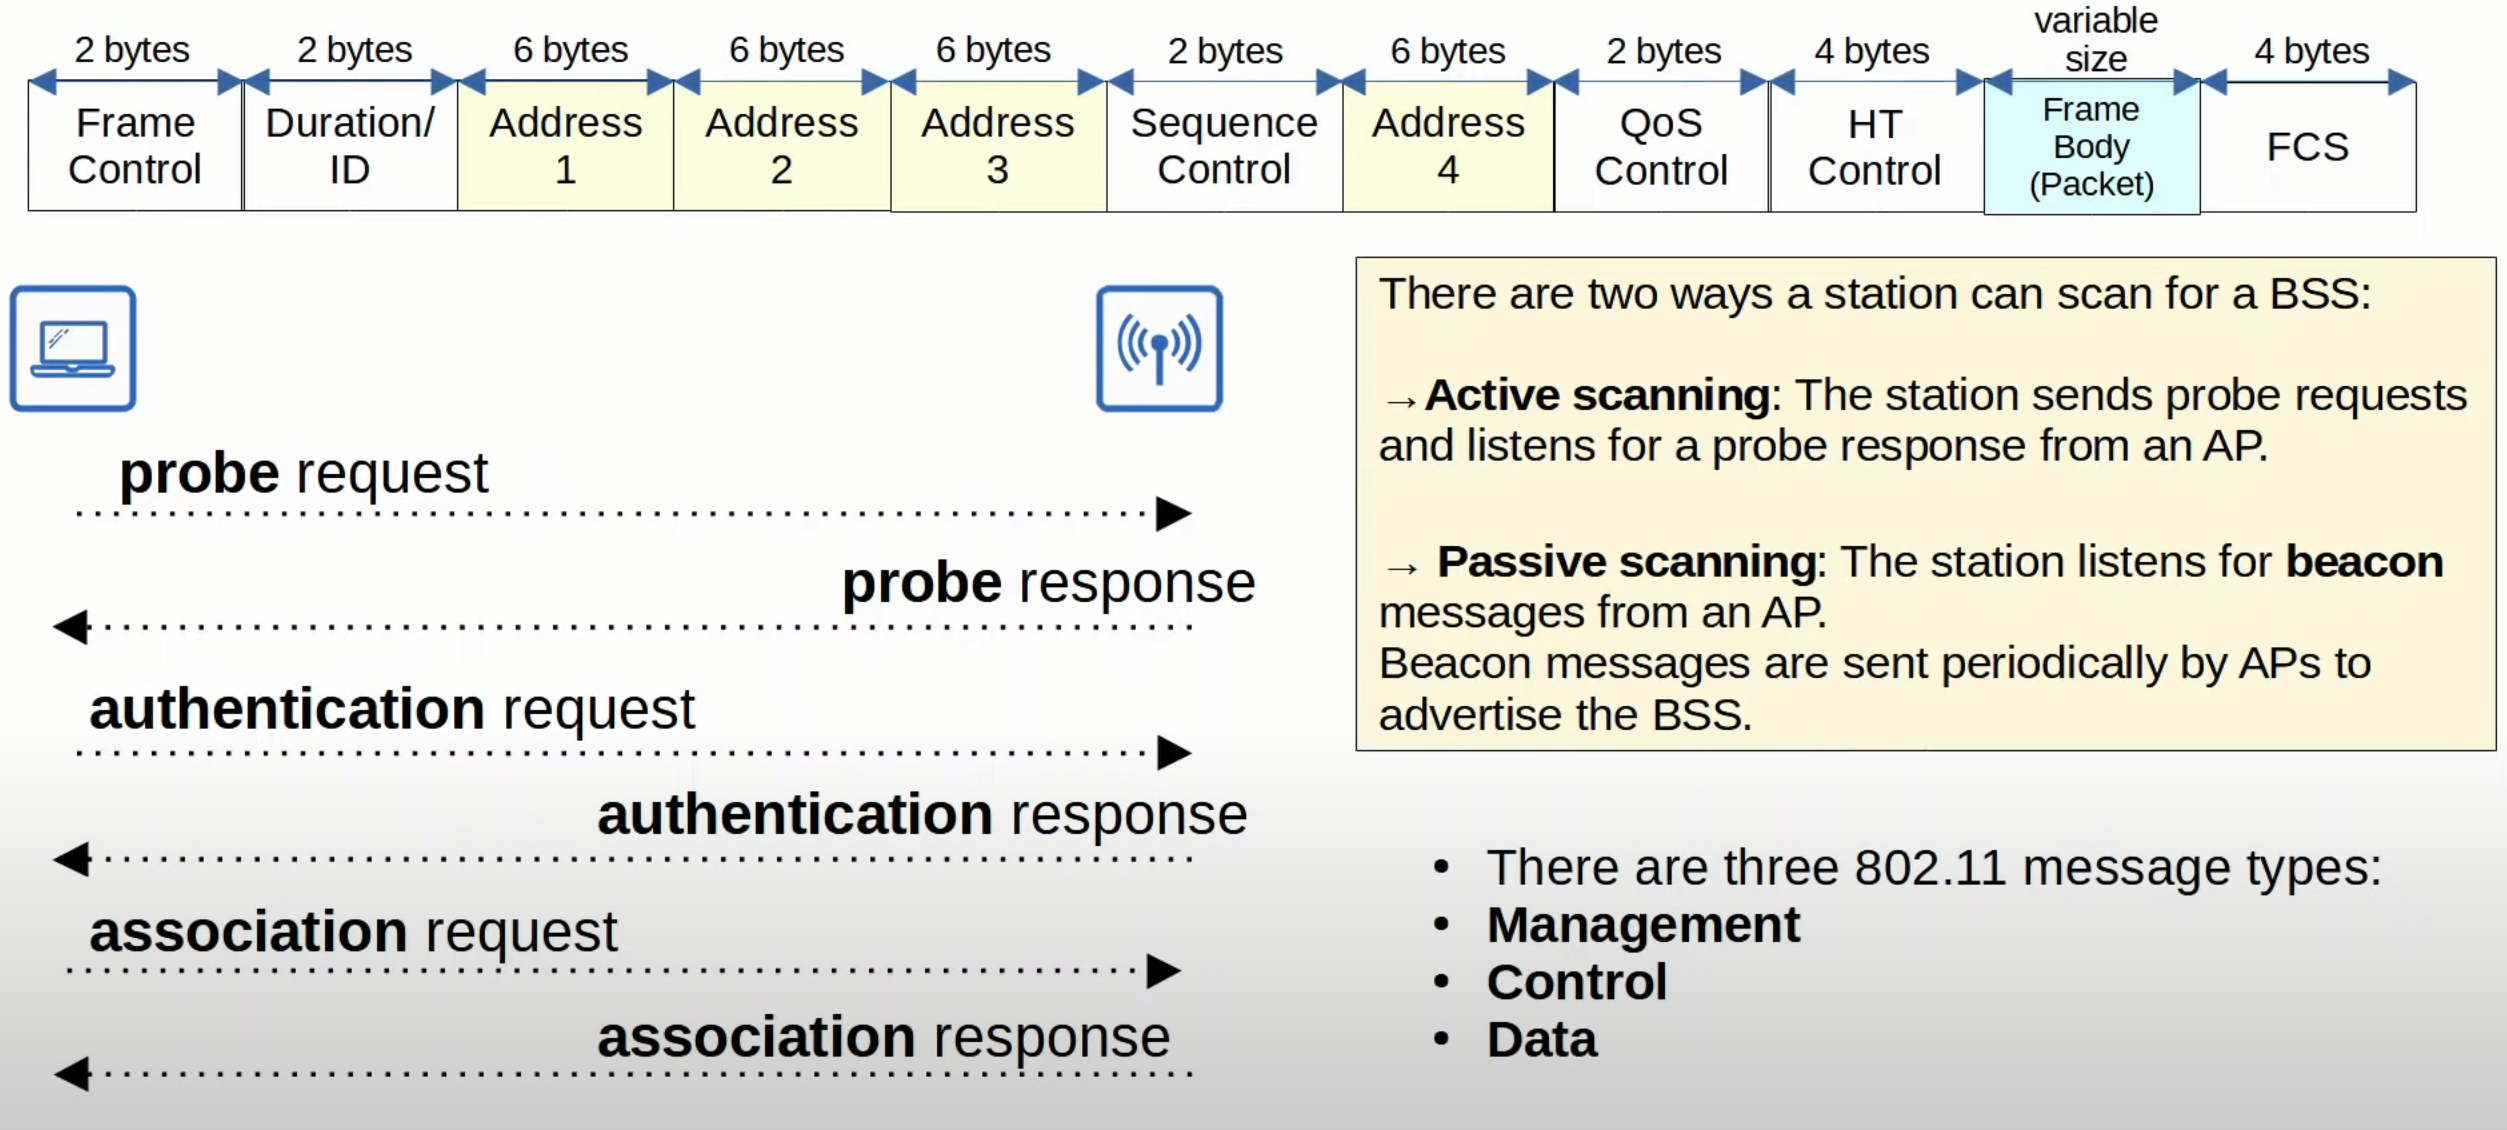 2 bytes
2 bytes
6 bytes
6 bytes
6 bytes
2 bytes
6 bytes
2 bytes
4 bytes
variable
size
4 bytes
Frame
Control
Duration/
ID
Address
1
Address
2
Address
3
Sequence
Control
Address
4
QoS
Control
HT
Control
Frame
Body
(Packet)
FCS
probe request
probe response
authentication request
authentication response
association request
association response
There are two ways a station can scan for a BSS:
→Active scanning: The station sends probe requests
and listens for a probe response from an AP.
→ Passive scanning: The station listens for beacon
messages from an AP.
Beacon messages are sent periodically by APs to
advertise the BSS.
• There are three 802.11 message types:
• Management
• Control
• Data